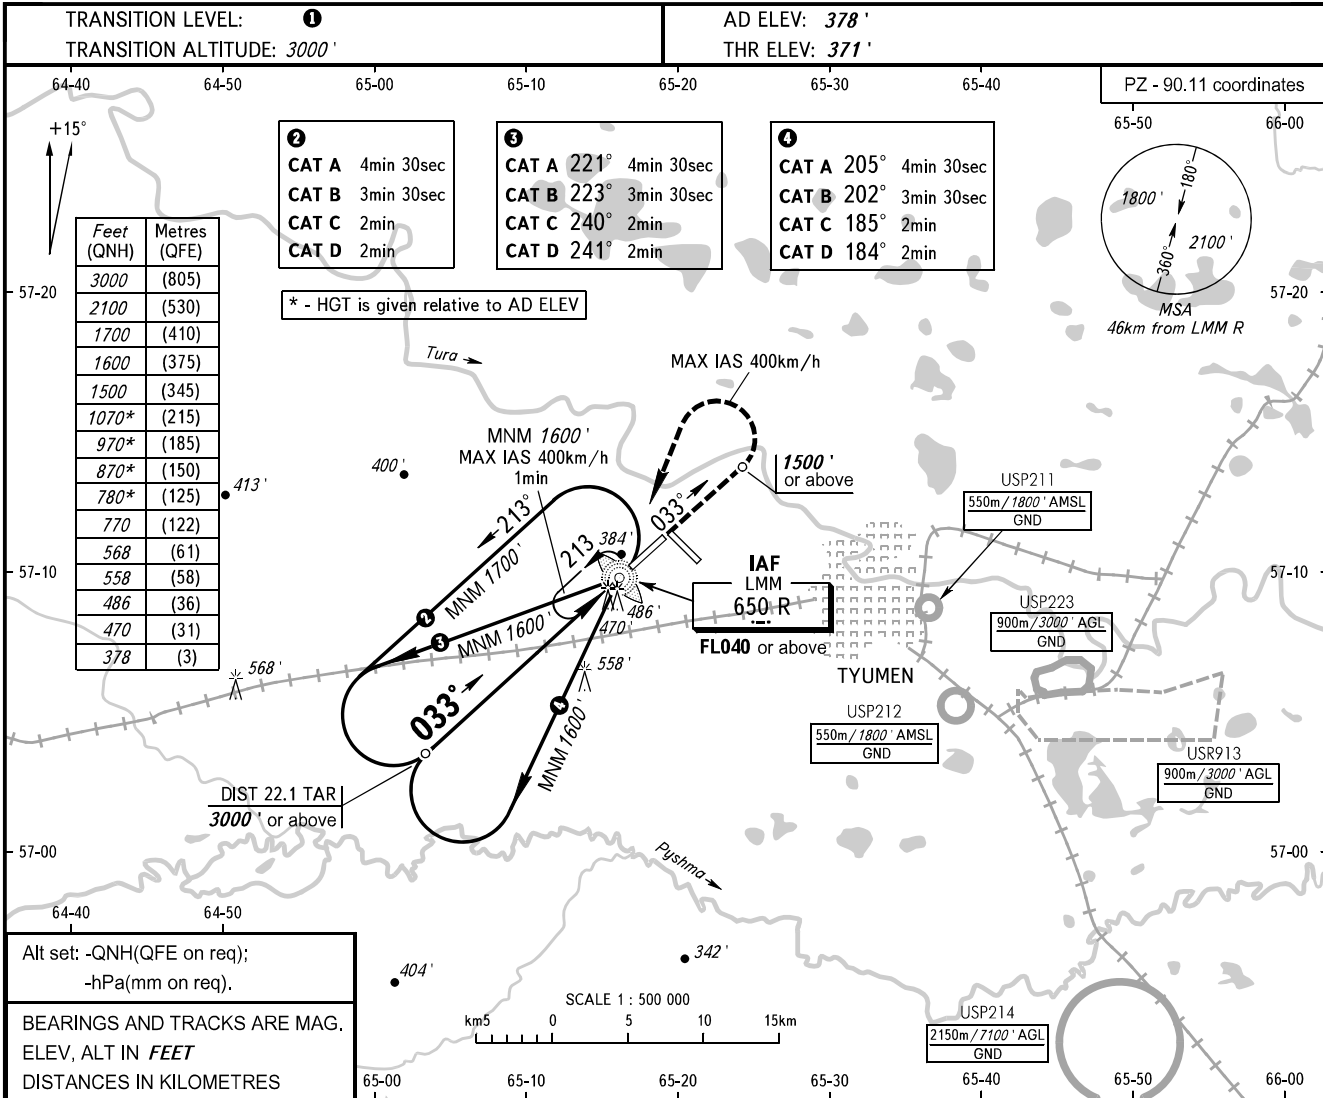 TRANSITION LEVEL: ❶
TRANSITION ALTITUDE: 3000 '
AD ELEV: 378 '
THR ELEV: 371 '
64-40 64-50 65-00 65-10 65-20 65-30 65-40
PZ - 90.11 coordinates
65-50 66-00
+15°
❷
CAT A 4min 30sec
CAT B 3min 30sec
CAT C 2min
CAT D 2min
❸
CAT A 221° 4min 30sec
CAT B 223° 3min 30sec
CAT C 240° 2min
CAT D 241° 2min
❹
CAT A 205° 4min 30sec
CAT B 202° 3min 30sec
CAT C 185° 2min
CAT D 184° 2min
1800 '
180°
2100 '
360°
MSA
46km from LMM R
Feet (QNH) Metres (QFE)
3000 (805)
2100 (530)
1700 (410)
1600 (375)
1500 (345)
1070* (215)
970* (185)
870* (150)
780* (125)
770 (122)
568 (61)
558 (58)
486 (36)
470 (31)
378 (3)
57-20
57-20
* - HGT is given relative to AD ELEV
Tura
MAX IAS 400km/h
MNM 1600 '
MAX IAS 400km/h
1min
400 '
413 '
1500 '
or above
USP211
550m/1800 ' AMSL
GND
213°
MNM 1700'
033°
213
384'
57-10
57-10
IAF
LMM
650 R
FL040 or above
❷
❸
MNM 1600'
486 '
470 '
USP223
900m/3000 ' AGL
GND
568 '
558 '
TYUMEN
033°
❹
MNM 1600'
USP212
550m/1800 ' AMSL
GND
USR913
900m/3000 ' AGL
GND
DIST 22.1 TAR
3000 ' or above
57-00
57-00
Pyshma
64-40 64-50
Alt set: -QNH(QFE on req);
-hPa(mm on req).
404 '
342 '
SCALE 1 : 500 000
km5 0 5 10 15km
USP214
2150m/7100 ' AGL
GND
BEARINGS AND TRACKS ARE MAG.
ELEV, ALT IN FEET
DISTANCES IN KILOMETRES
65-00 65-10 65-20 65-30 65-40 65-50 66-00